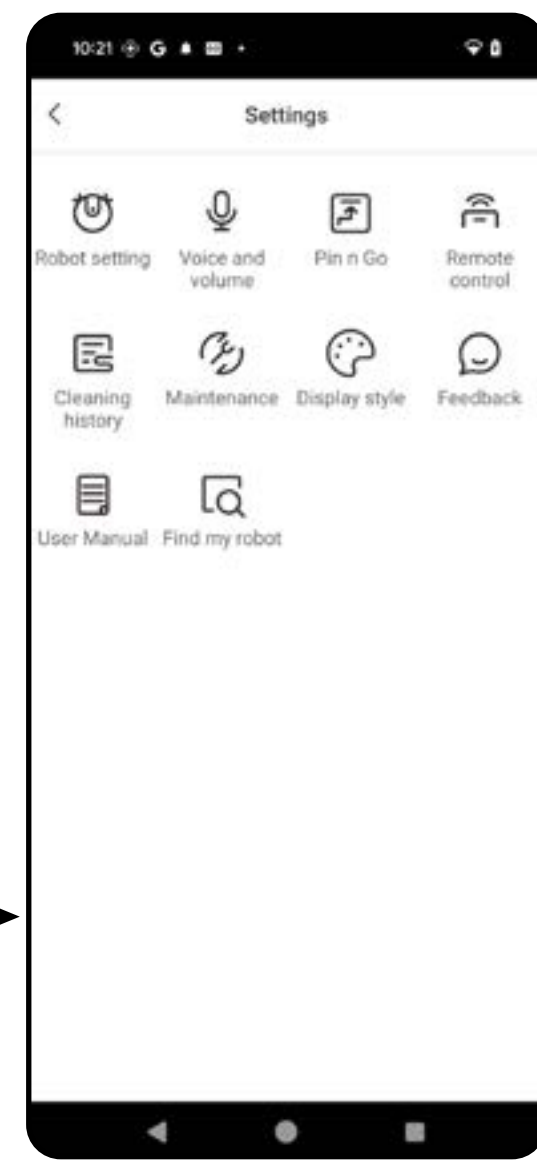 10:21 G
Settings
Robot setting
Voice and
volume
Pin n Go
Remote
control
Cleaning
history
Maintenance
Display style
Feedback
User Manual
Find my robot